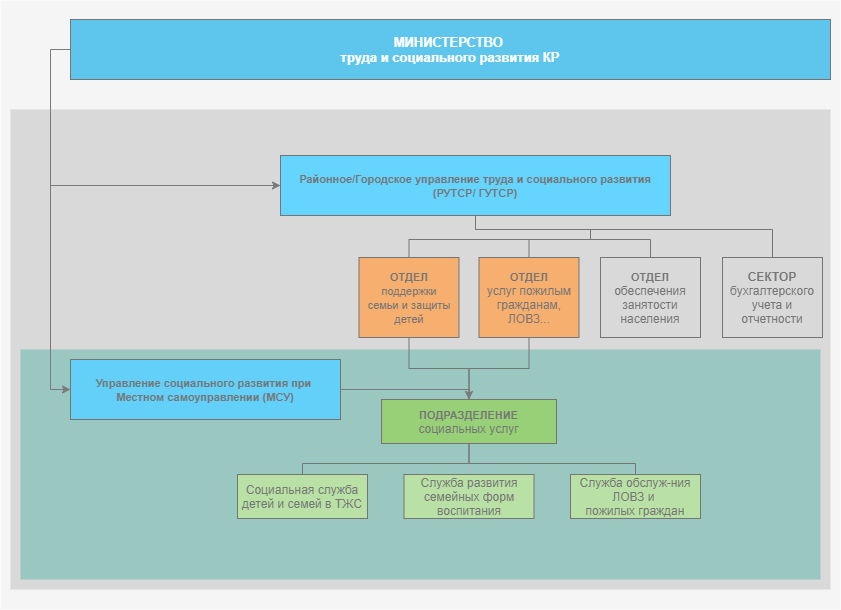 МИНИСТЕРСТВО
труда и социального развития КР
Районное/Городское управление труда и социального развития
(РУТСР/ ГУТСР)
ОТДЕЛ
поддержки
семьи и защиты
детей
ОТДЕЛ
услуг пожилым
гражданам,
ЛОВЗ...
ОТДЕЛ
обеспечения
занятости
населения
СЕКТОР
бухгалтерского
учета и
отчетности
Управление социального развития при
Местном самоуправлении (МСУ)
ПОДРАЗДЕЛЕНИЕ
социальных услуг
Социальная служба
детей и семей в ТЖС
Служба развития
семейных форм
воспитания
Служба обслуж-ния
ЛОВЗ и
пожилых граждан